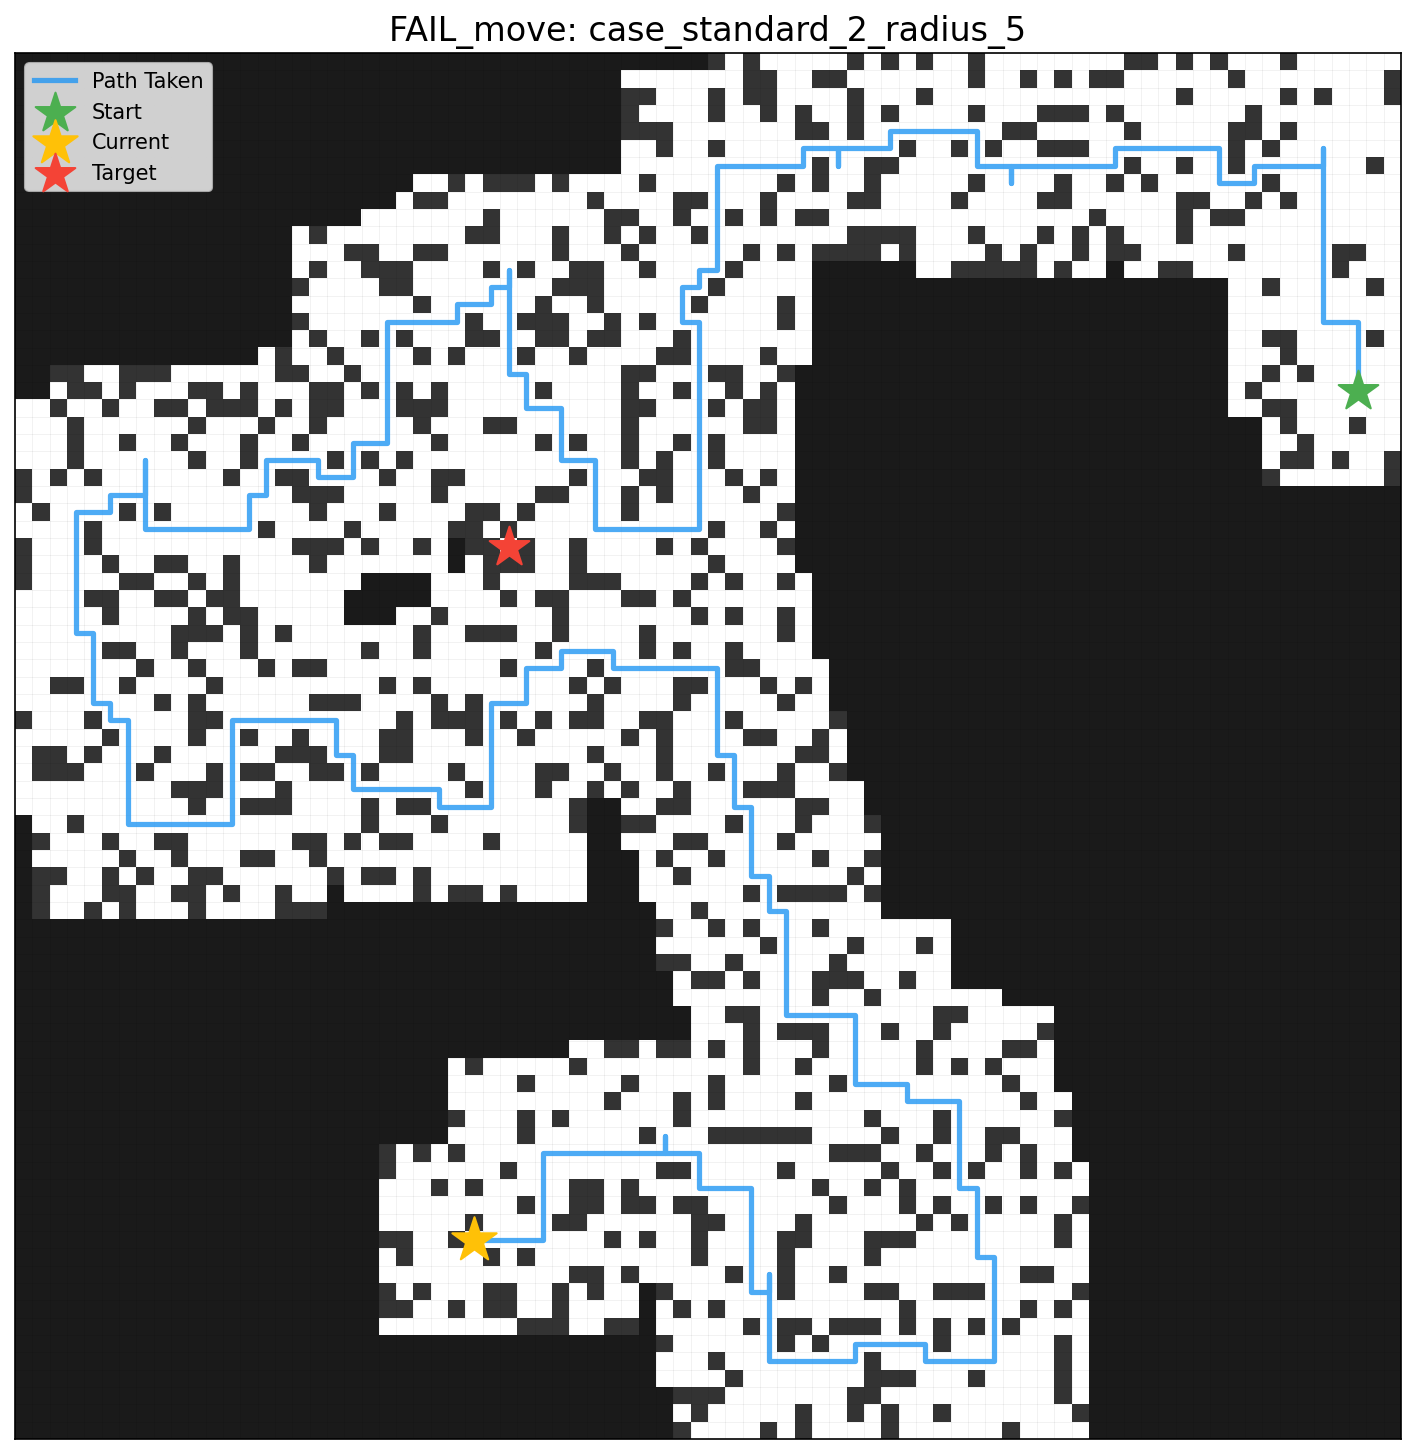 FAIL_move: case_standard_2_radius_5
Path Taken
Start
Current
Target